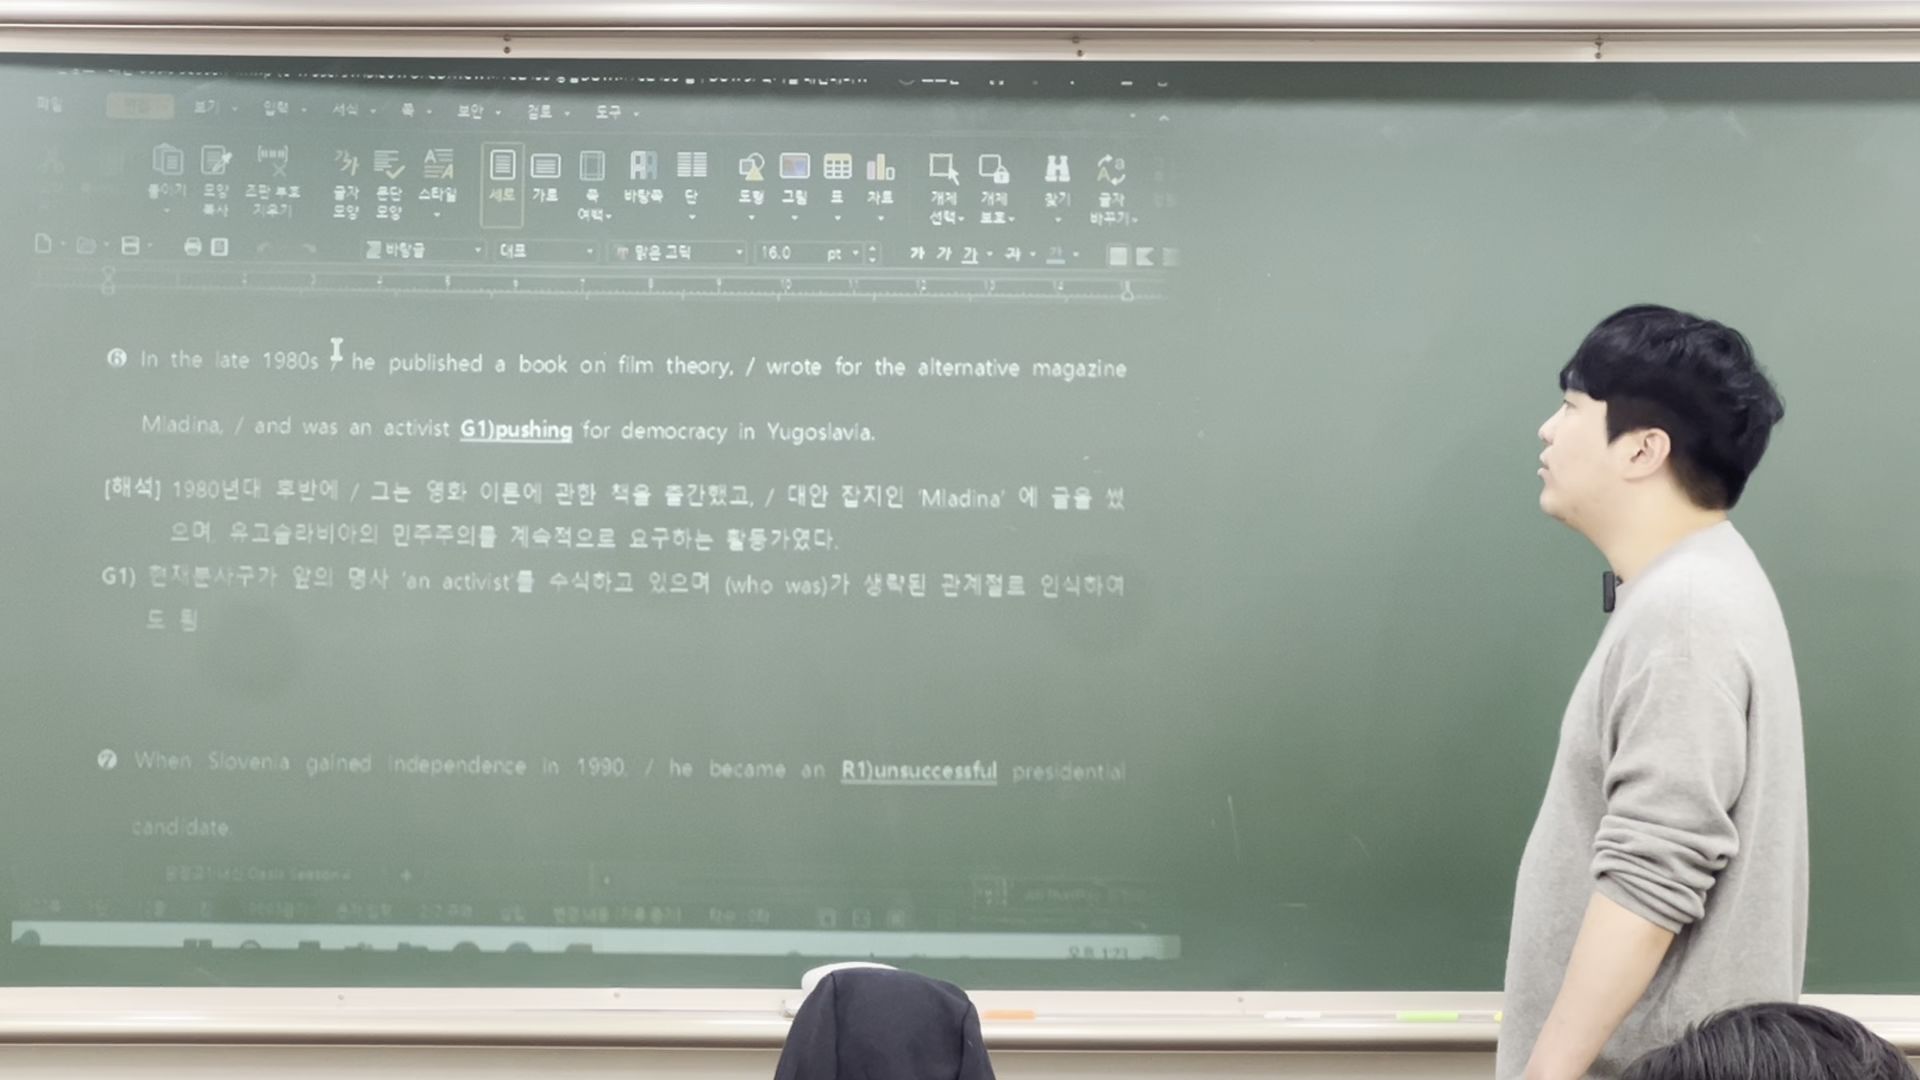 파일 편집 보기 입력 서식 쪽 보안 검토 도구
붙이기 모양 복사 조판 부호 지우기 글자 모양 문단 모양 스타일 세로 가로 쪽 여백 바탕쪽 단 도형 그림 표 차트 개체 선택 개체 보호 찾기 글자 바꾸기
바탕글 대표 맑은 고딕 16.0 pt 가 가 가 가 가
❻ In the late 1980s / he published a book on film theory, / wrote for the alternative magazine
Mladina, / and was an activist G1)pushing for democracy in Yugoslavia.
[해석] 1980년대 후반에 / 그는 영화 이론에 관한 책을 출간했고, / 대안 잡지인 'Mladina' 에 글을 썼
으며, 유고슬라비아의 민주주의를 계속적으로 요구하는 활동가였다.
G1) 현재분사구가 앞의 명사 'an activist'를 수식하고 있으며 (who was)가 생략된 관계절로 인식하여
도 됨
❼ When Slovenia gained independence in 1990, / he became an R1)unsuccessful presidential
candidate.
오후 1:23